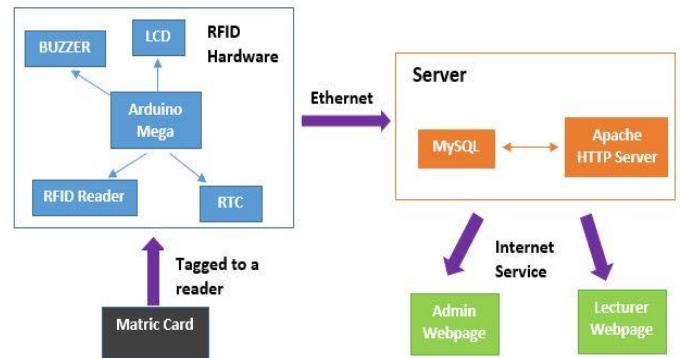 BUZZER
LCD
RFID
Hardware
Arduino
Mega
RFID Reader
RTC
Ethernet
Server
MySQL
Apache
HTTP Server
Tagged to a
reader
Matric Card
Internet
Service
Admin
Webpage
Lecturer
Webpage